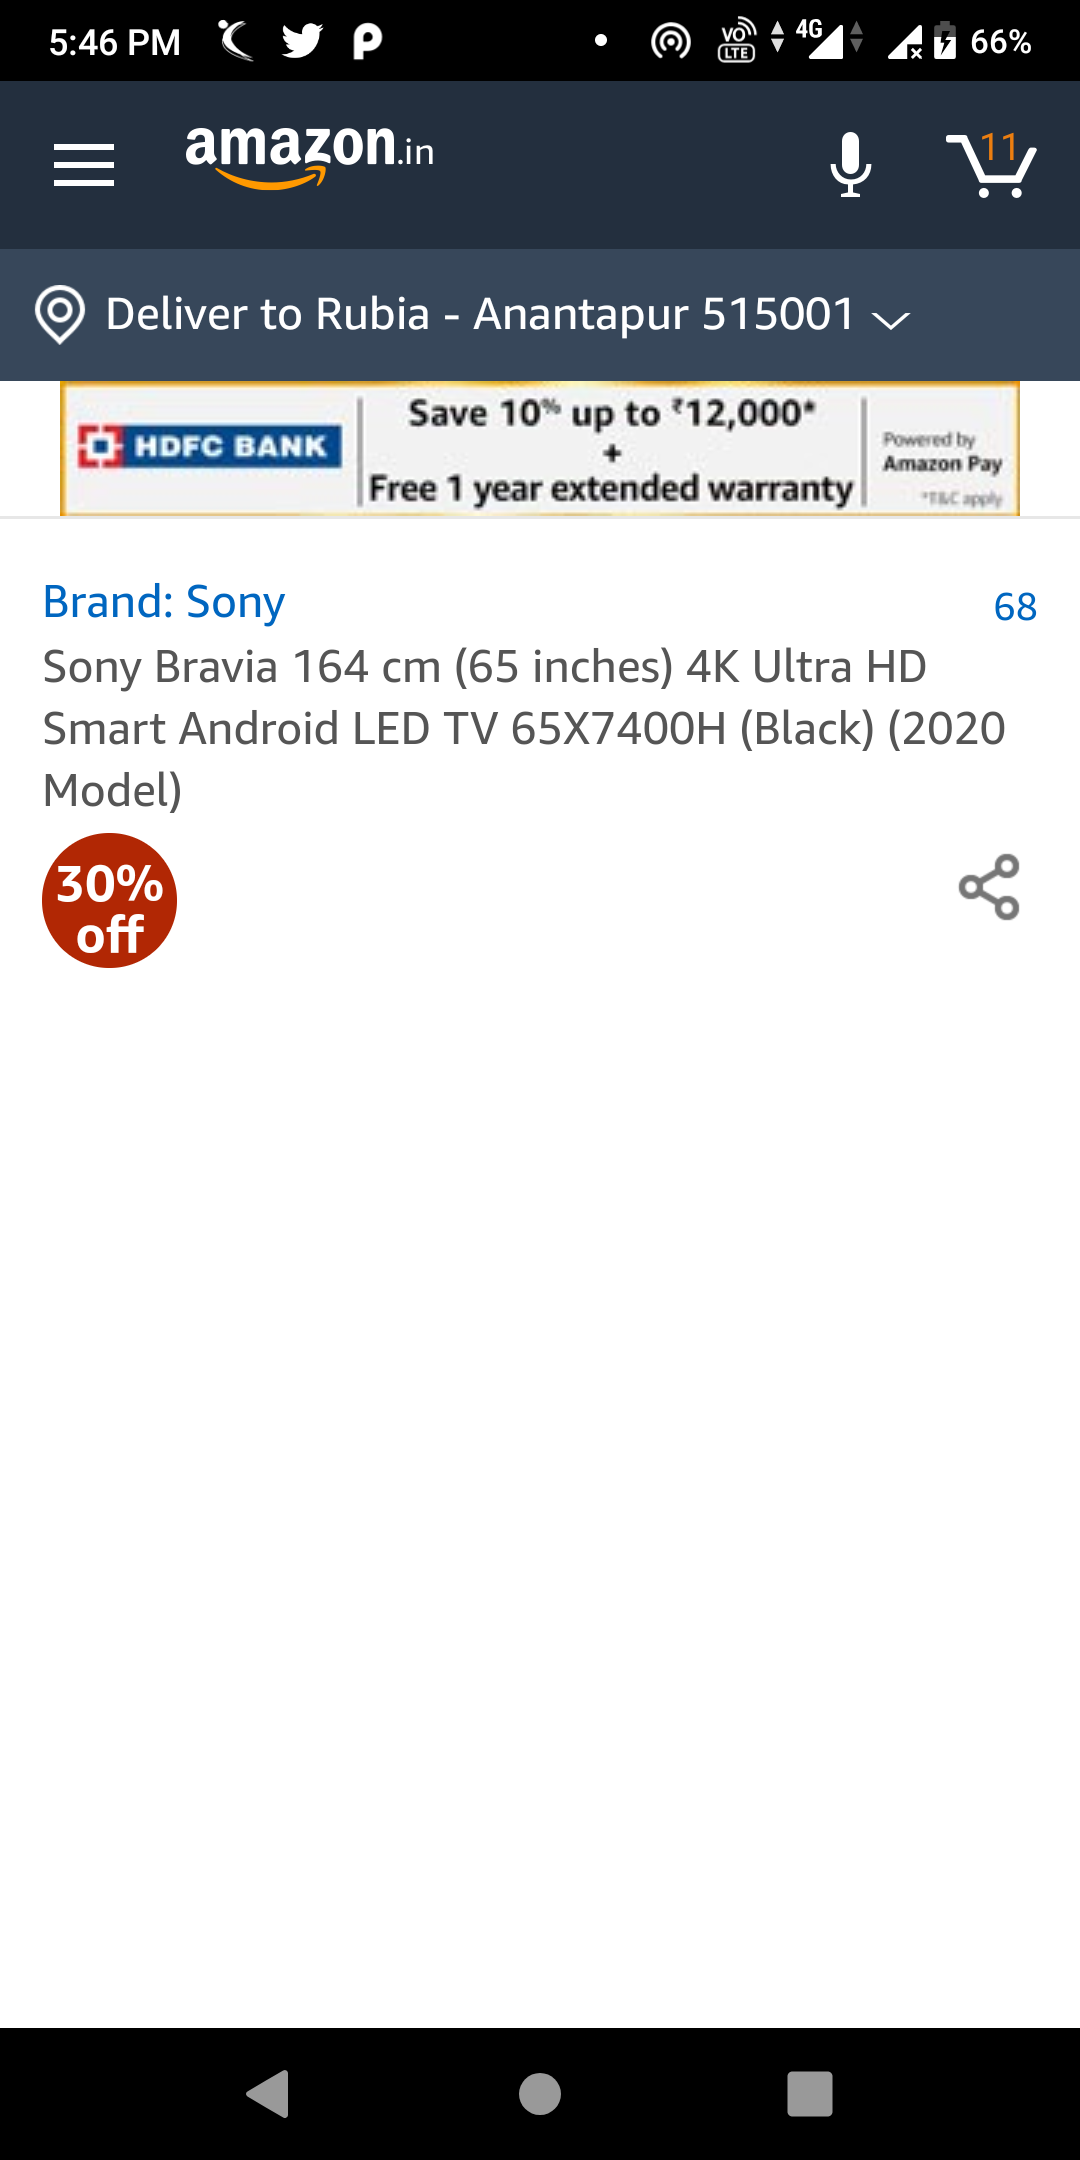 5:46 PM
VO LTE 4G 66%
amazon.in
11
Deliver to Rubia - Anantapur 515001
HDFC BANK
Save 10% up to ₹12,000*
+
Free 1 year extended warranty
Powered by
Amazon Pay
*T&C apply
Brand: Sony
68
Sony Bravia 164 cm (65 inches) 4K Ultra HD
Smart Android LED TV 65X7400H (Black) (2020
Model)
30%
off